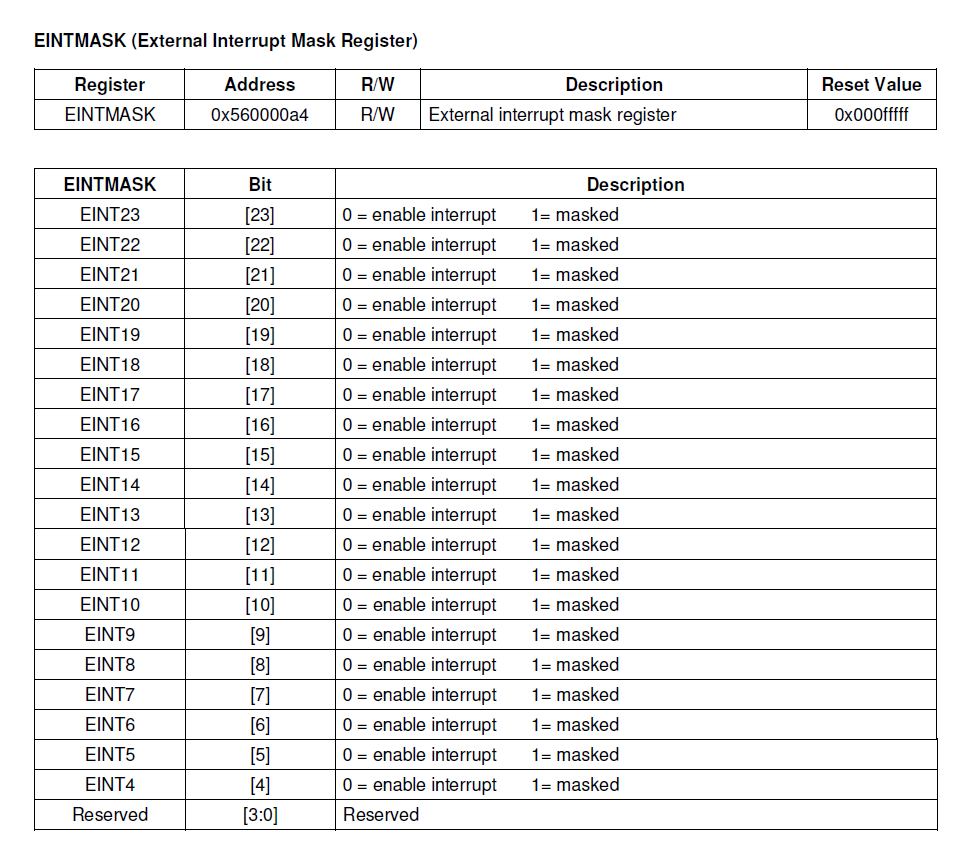 EINTMASK (External Interrupt Mask Register)
Register Address R/W Description Reset Value
EINTMASK 0x560000a4 R/W External interrupt mask register 0x000fffff
EINTMASK Bit Description
EINT23 [23] 0 = enable interrupt 1= masked
EINT22 [22] 0 = enable interrupt 1= masked
EINT21 [21] 0 = enable interrupt 1= masked
EINT20 [20] 0 = enable interrupt 1= masked
EINT19 [19] 0 = enable interrupt 1= masked
EINT18 [18] 0 = enable interrupt 1= masked
EINT17 [17] 0 = enable interrupt 1= masked
EINT16 [16] 0 = enable interrupt 1= masked
EINT15 [15] 0 = enable interrupt 1= masked
EINT14 [14] 0 = enable interrupt 1= masked
EINT13 [13] 0 = enable interrupt 1= masked
EINT12 [12] 0 = enable interrupt 1= masked
EINT11 [11] 0 = enable interrupt 1= masked
EINT10 [10] 0 = enable interrupt 1= masked
EINT9 [9] 0 = enable interrupt 1= masked
EINT8 [8] 0 = enable interrupt 1= masked
EINT7 [7] 0 = enable interrupt 1= masked
EINT6 [6] 0 = enable interrupt 1= masked
EINT5 [5] 0 = enable interrupt 1= masked
EINT4 [4] 0 = enable interrupt 1= masked
Reserved [3:0] Reserved